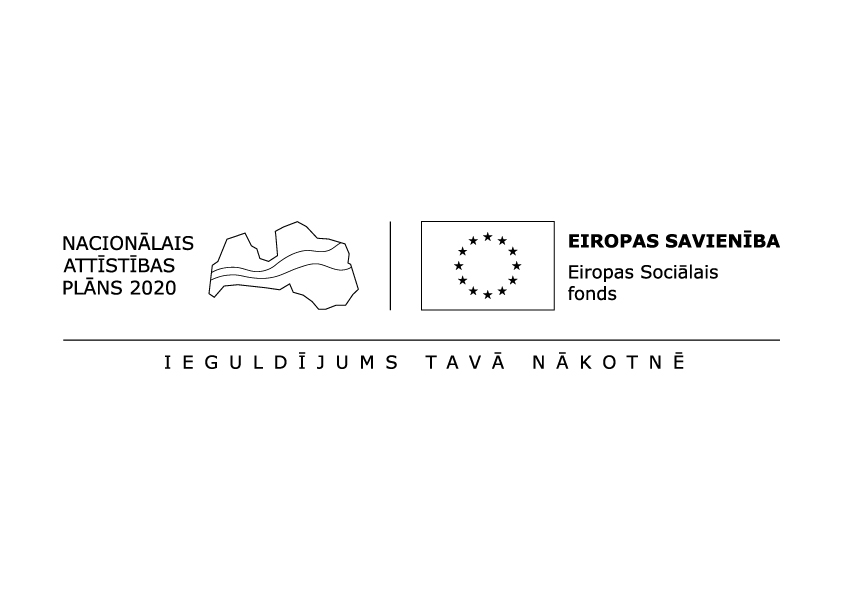 NACIONĀLAIS
ATTĪSTĪBAS
PLĀNS 2020
EIROPAS SAVIENĪBA
Eiropas Sociālais
fonds
IEGULDĪJUMS TAVĀ NĀKOTNĒ